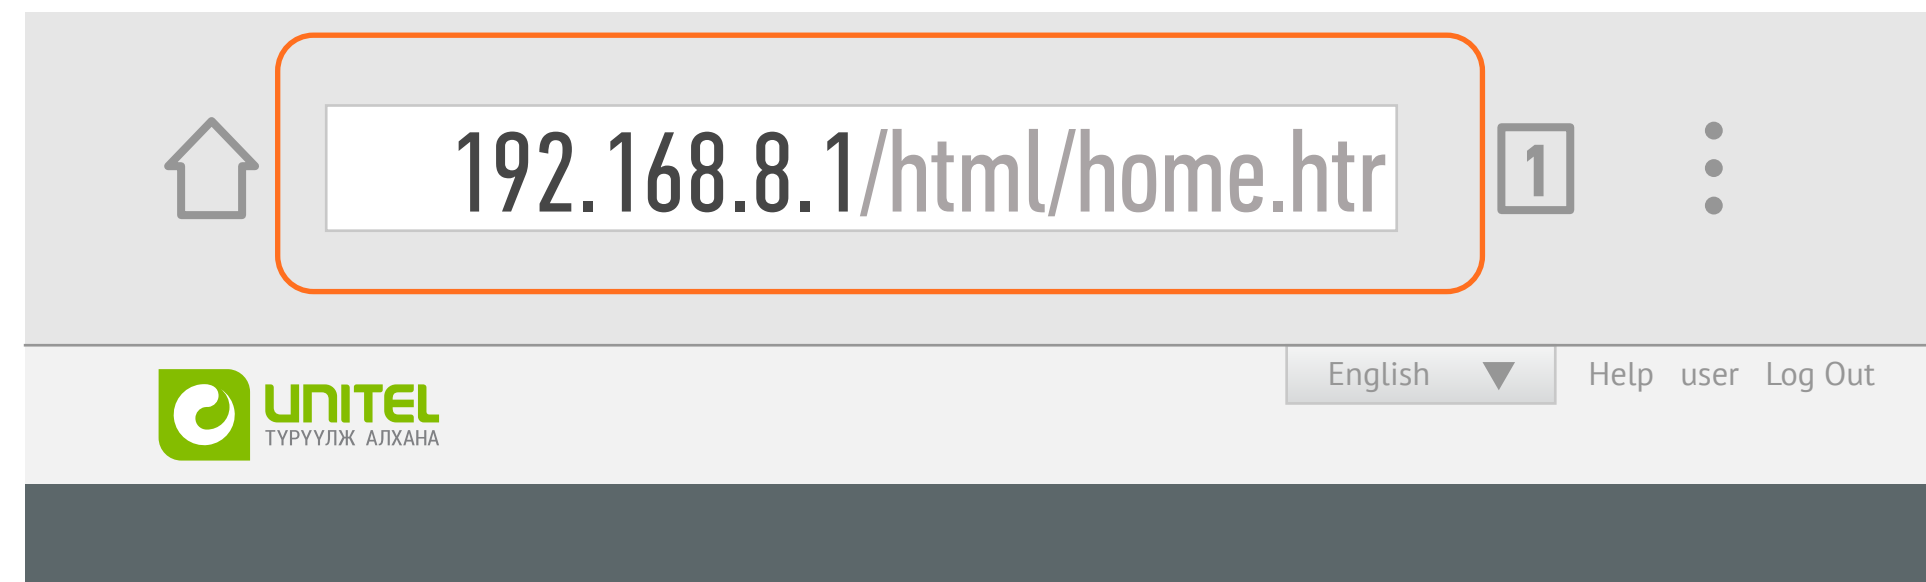 192.168.8.1/html/home.htr
1
English Help user Log Out
UNITEL
ТҮРҮҮЛЖ АЛХАНА